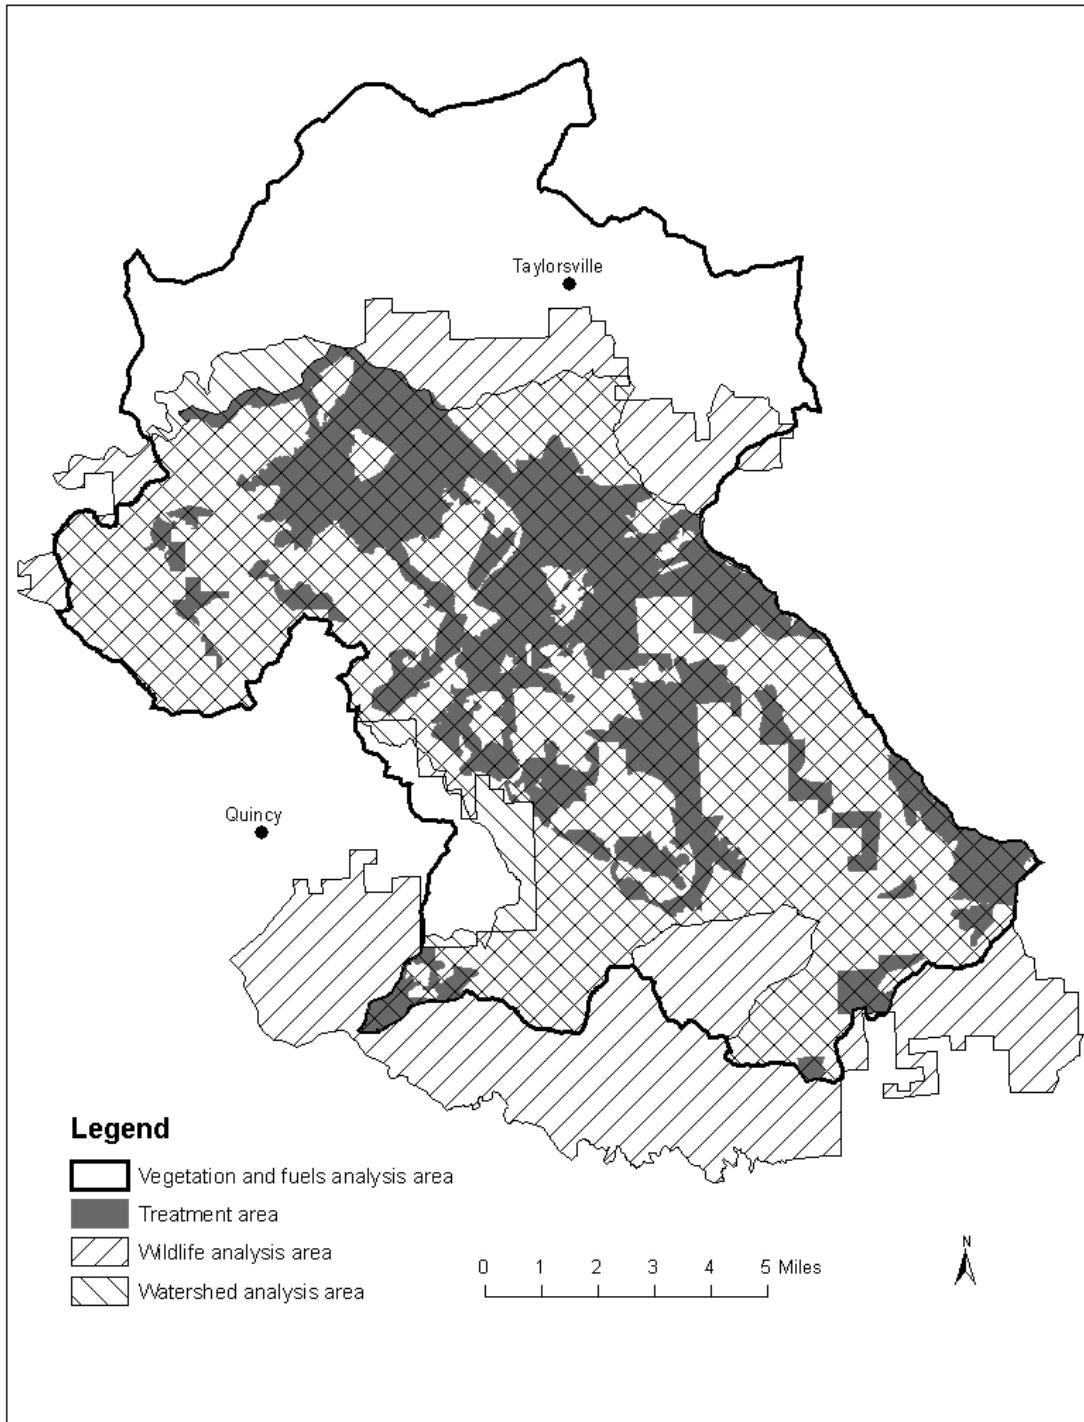 Taylorsville
Quincy
Legend
Vegetation and fuels analysis area
Treatment area
Wildlife analysis area
Watershed analysis area
0 1 2 3 4 5 Miles
N